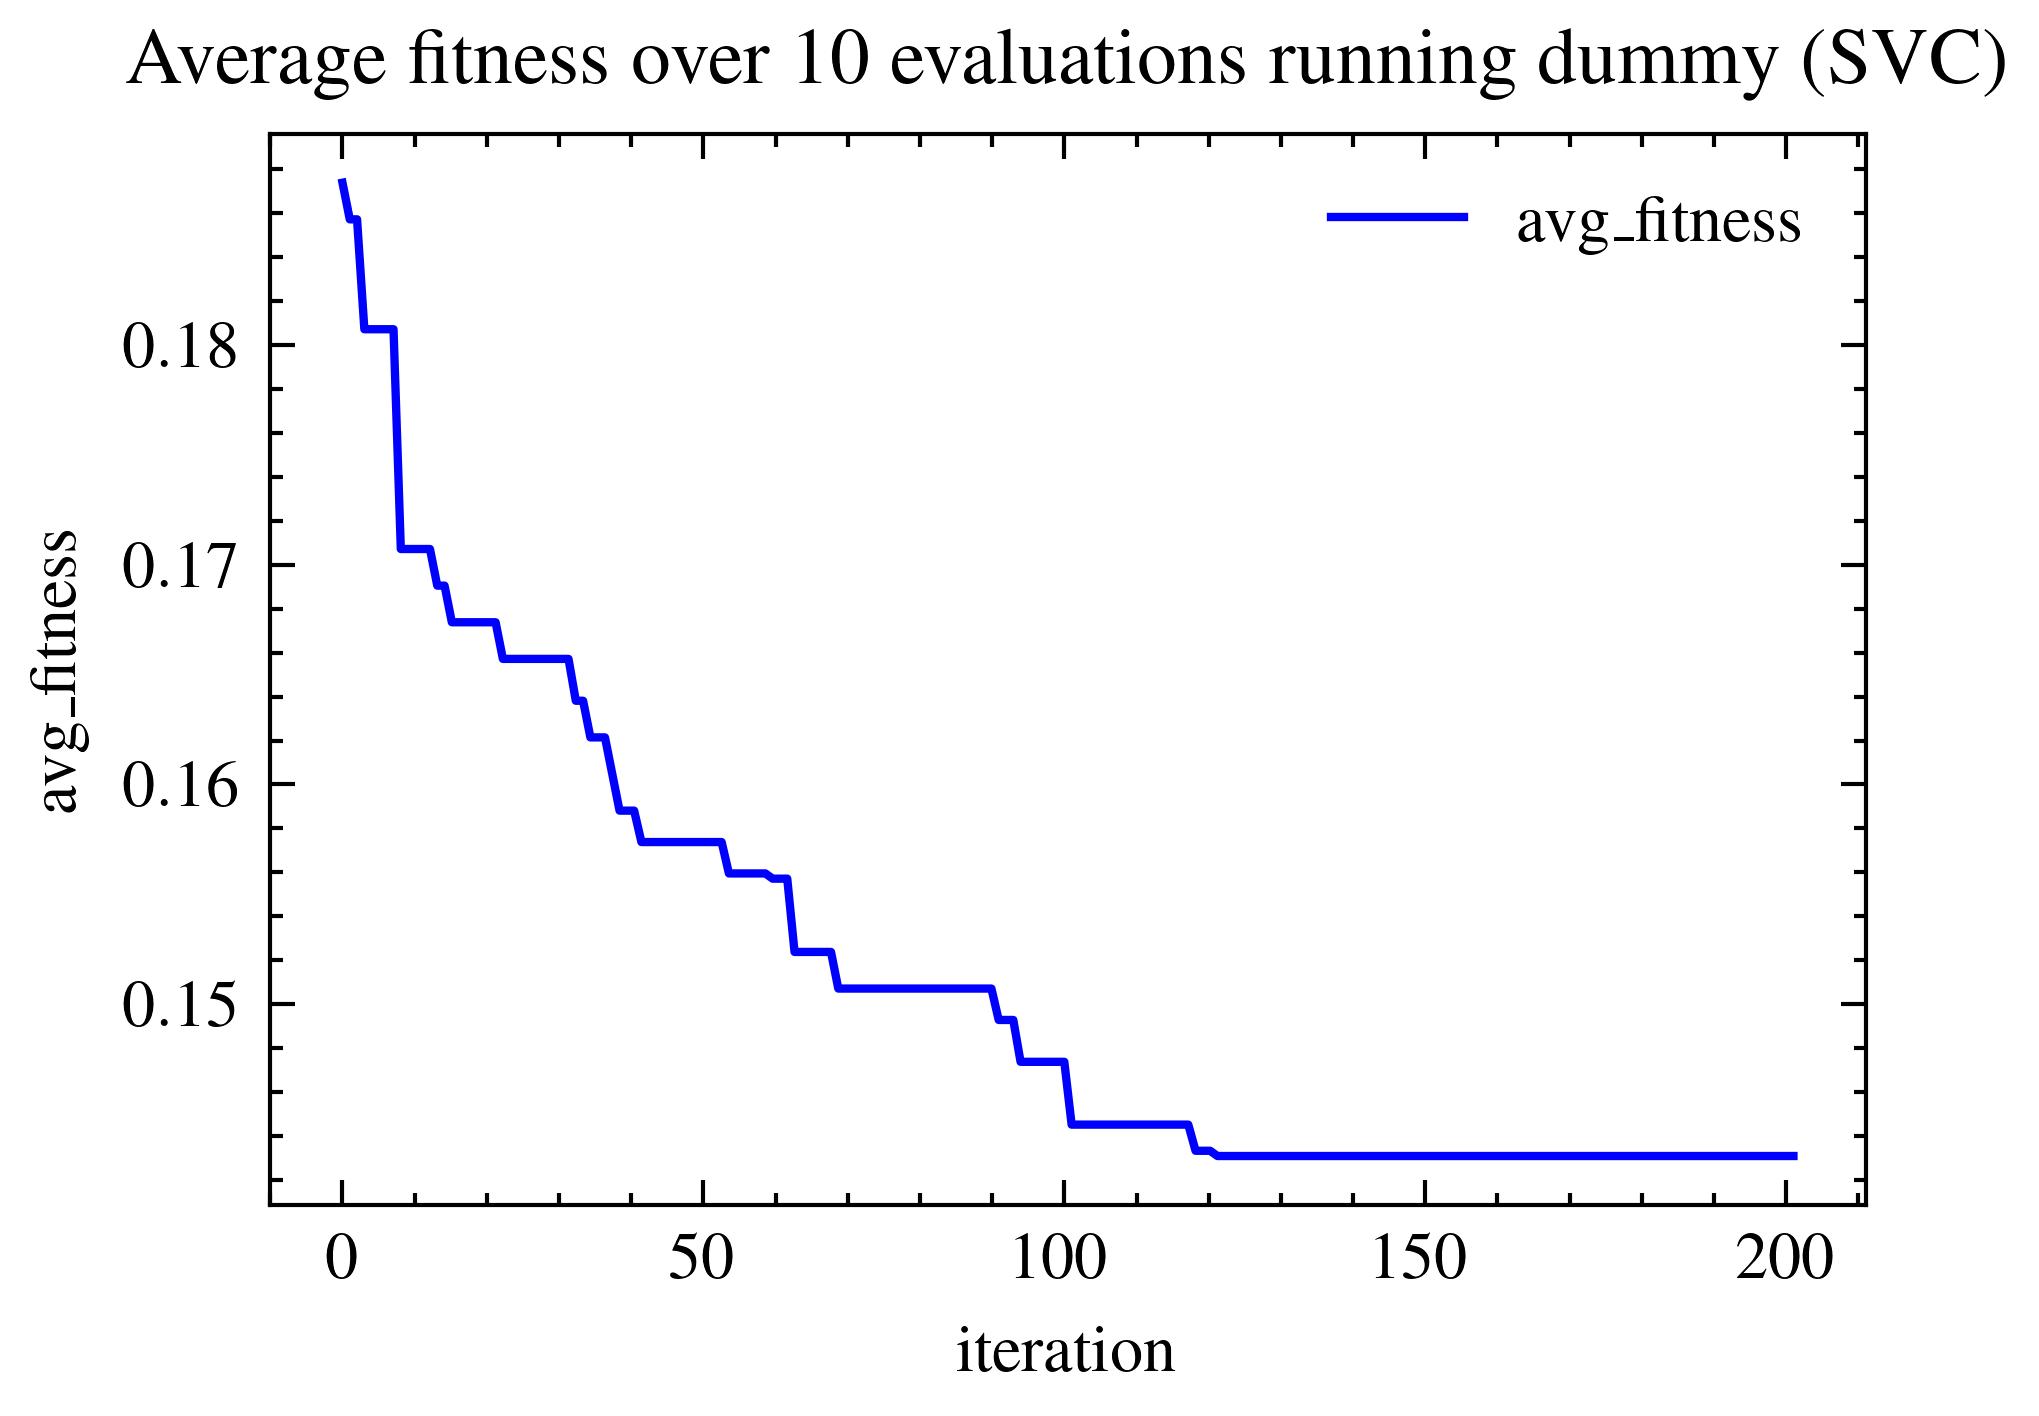 Average fitness over 10 evaluations running dummy (SVC)
avg_fitness
0.18
0.17
0.16
0.15
avg_fitness
0 50 100 150 200
iteration